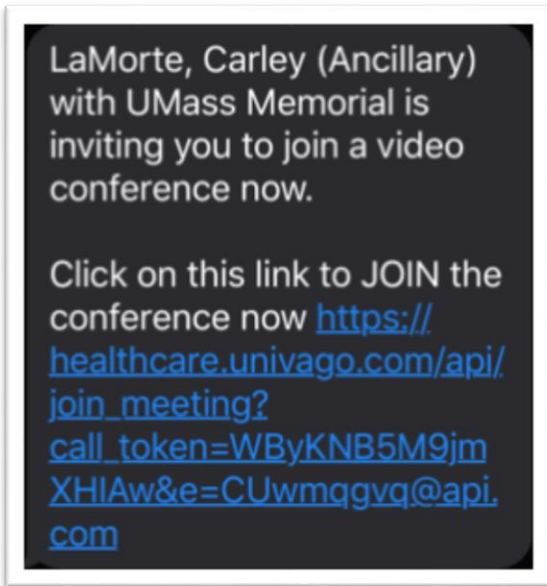 LaMorte, Carley (Ancillary)
with UMass Memorial is
inviting you to join a video
conference now.
Click on this link to JOIN the
conference now https://
healthcare.univago.com/api/
join_meeting?
call_token=WByKNB5M9jm
XHIAw&e=CUwmqgvq@api.
com